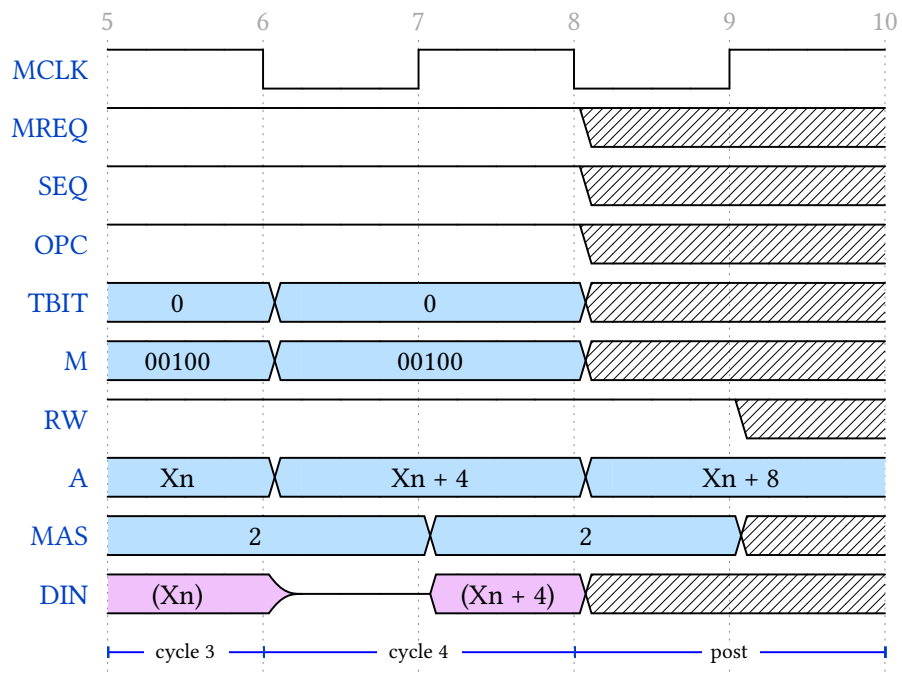 5 6 7 8 9 10
MCLK
MREQ
SEQ
OPC
TBIT 0 0
M 00100 00100
RW
A Xn Xn + 4 Xn + 8
MAS 2 2
DIN (Xn) (Xn + 4)
cycle 3 cycle 4 post